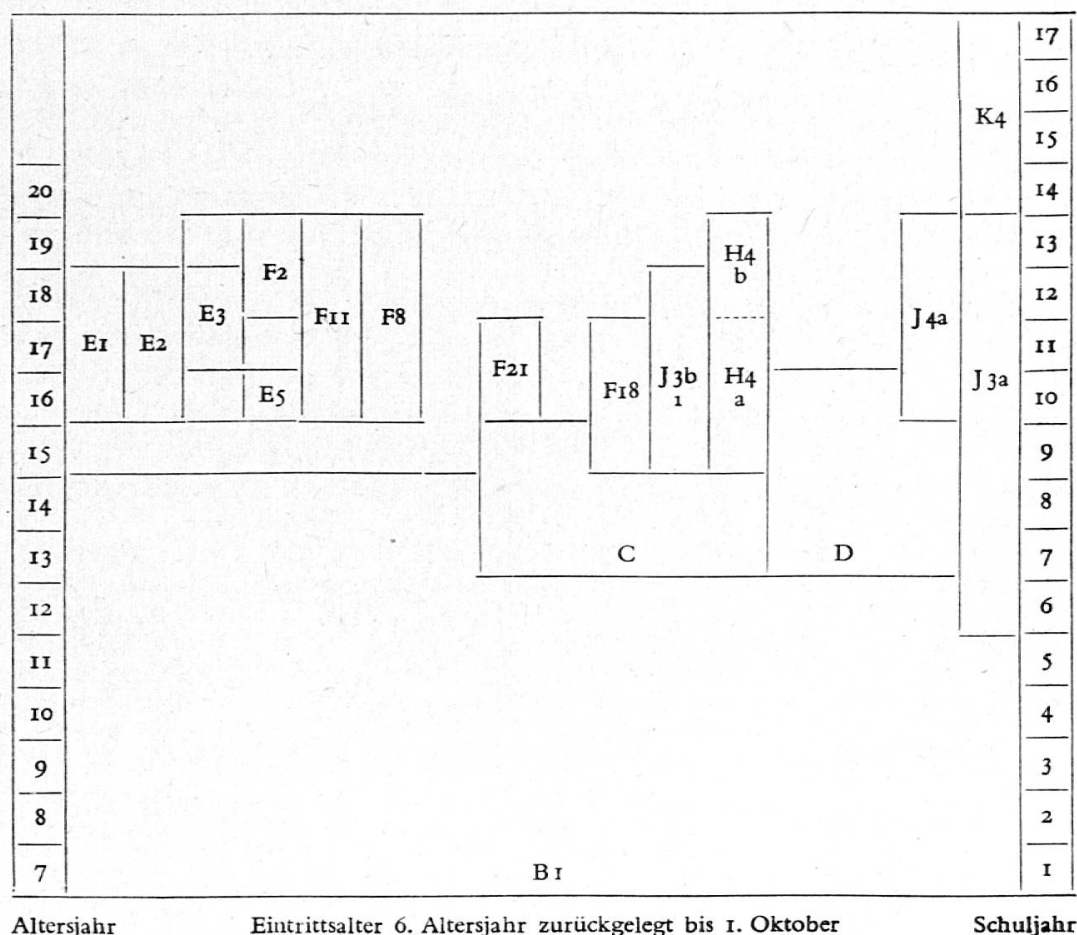 17
16
K4
15
20 14
19 13
F2 H4
b
18 12
E3 F11 F8 J4a
E1 E2
17 11
F21 F18 J3b H4 J3a
1 a
E5
16 10
15 9
14 8
13 C D 7
12 6
11 5
10 4
9 3
8 2
7 B1 1
Altersjahr Eintrittsalter 6. Altersjahr zurückgelegt bis 1. Oktober Schuljahr